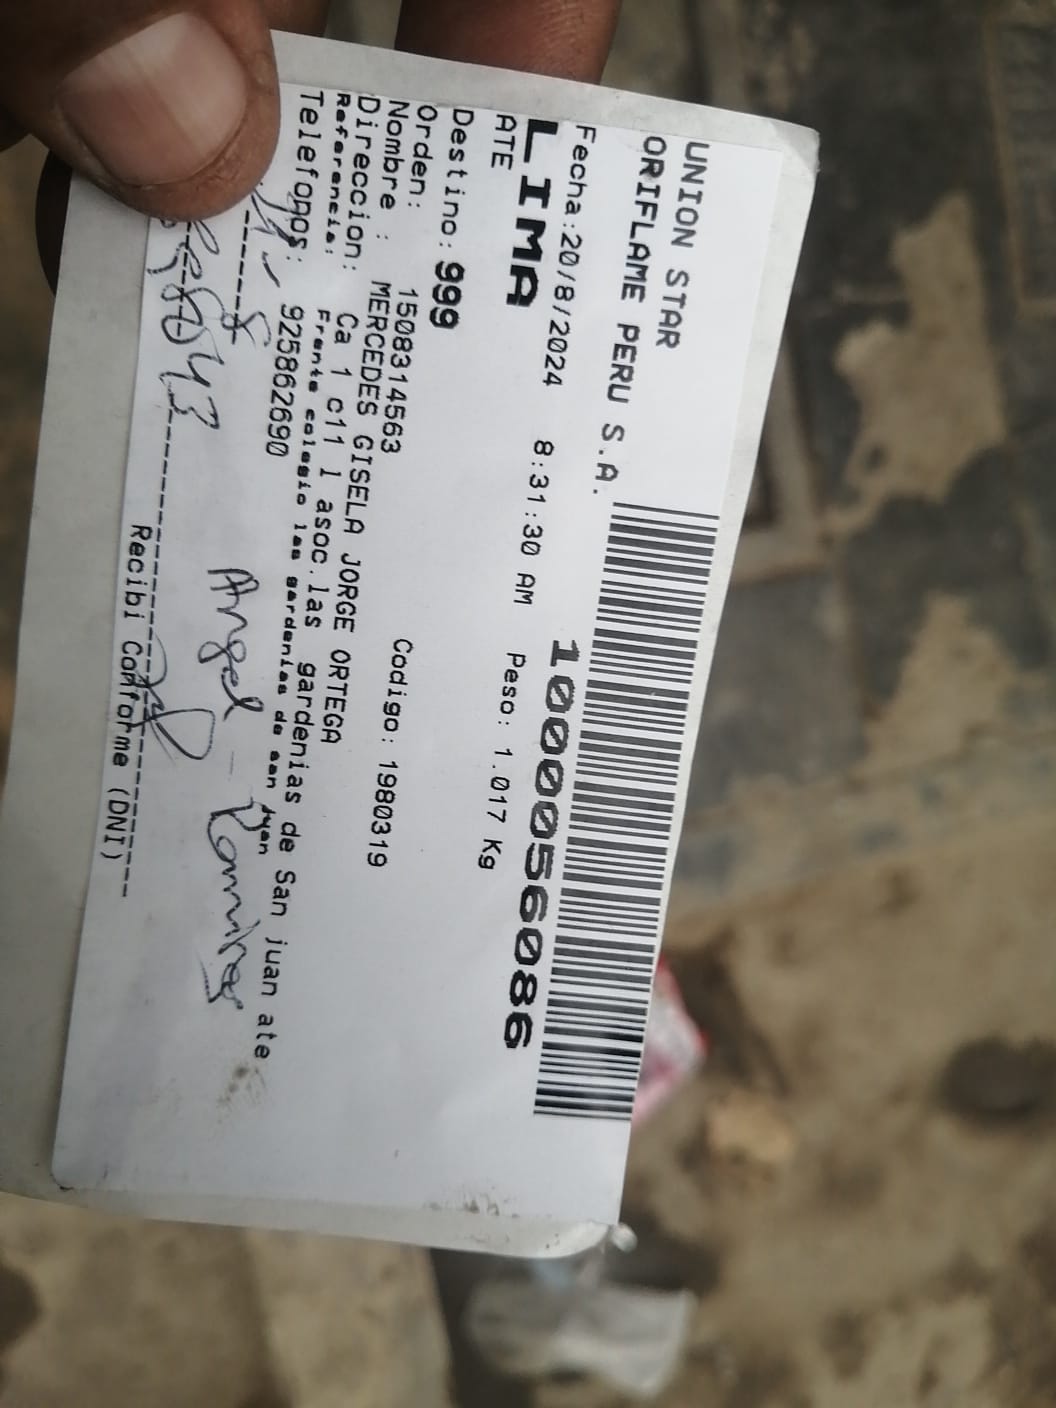 UNION STAR
ORIFLAME PERU S.A.
10000056086
Fecha:20/8/2024 8:31:30 AM Peso: 1.017 Kg
LIMA
ATE
Destino: 999
Orden: 1508314563 Codigo: 1980319
Nombre : MERCEDES GISELA JORGE ORTEGA
Direccion: Ca 1 c11 l asoc.las gardenias de San juan ate
Referencia: Frente colegio las gardenias de san juan
Telefonos: 925862690
Angel Ramirez
Recibi Conforme (DNI)